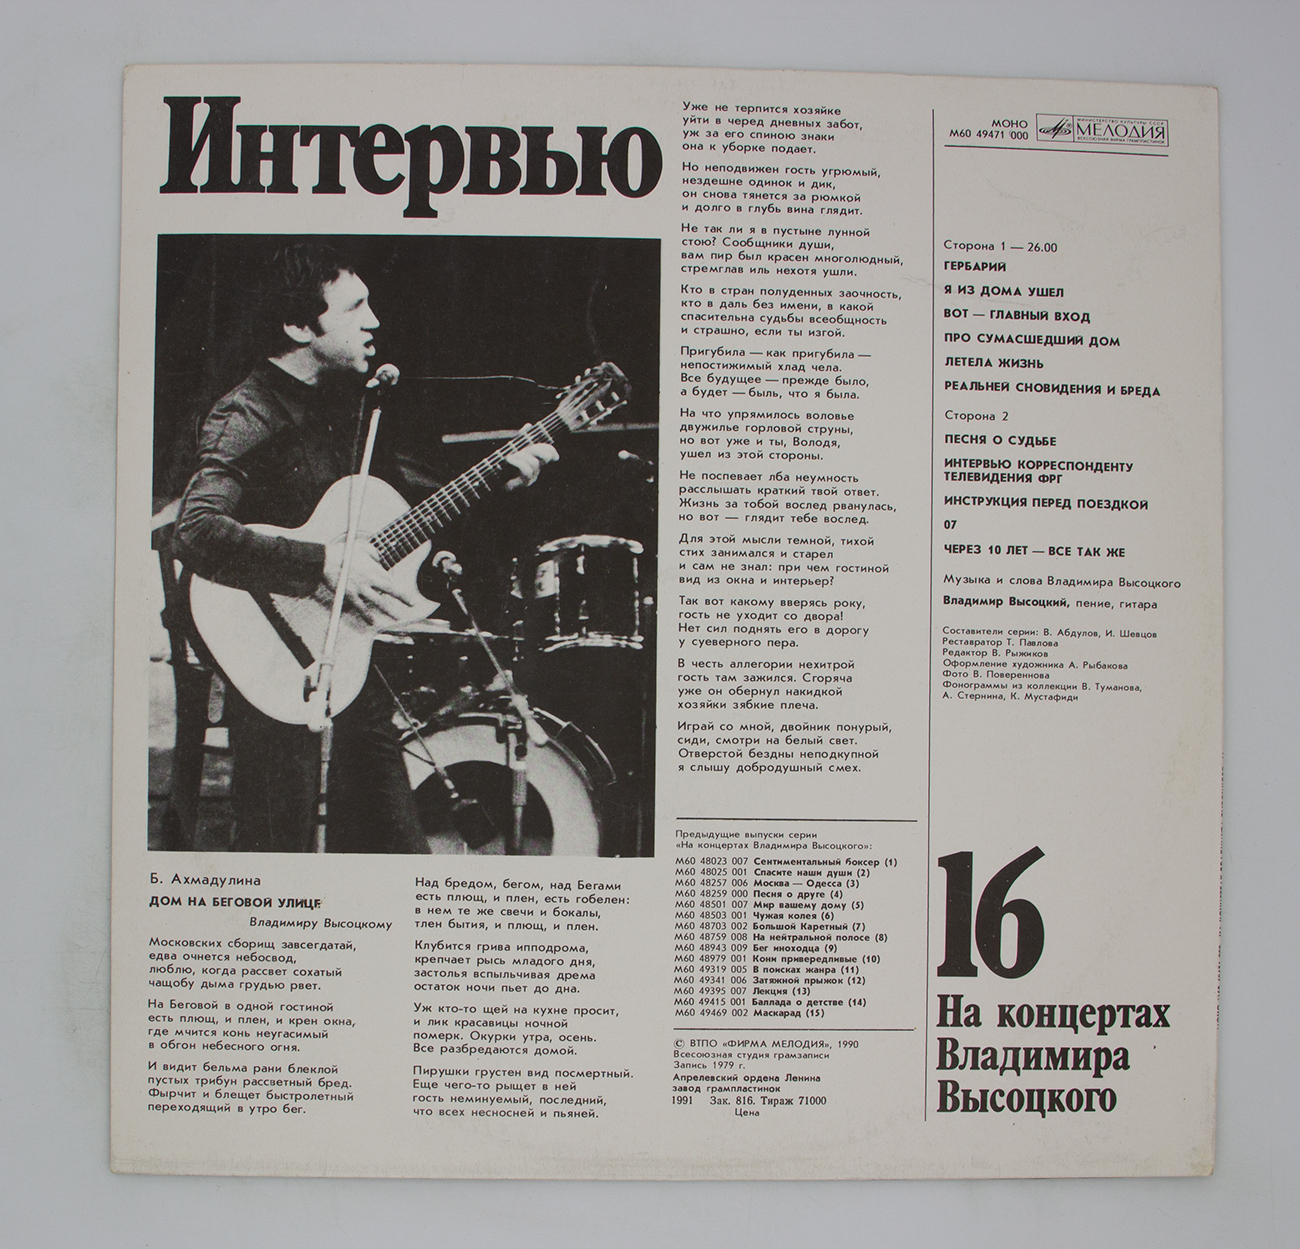 Интервью
Б. Ахмадулина
ДОМ НА БЕГОВОЙ УЛИЦЕ
Владимиру Высоцкому
Московских сборищ завсегдатай,
едва очнется небосвод,
люблю, когда рассвет сохатый
чащобу дыма грудью рвет.
На Беговой в одной гостиной
есть плющ, и плен, и крен окна,
где мчится конь неугасимый
в обгон небесного огня.
И видит бельма рани блеклой
пустых трибун рассветный бред.
Фырчит и блещет быстролетный
переходящий в утро бег.
Над бредом, бегом, над Бегами
есть плющ, и плен, есть гобелен:
в нем те же свечи и бокалы,
тлен бытия, и плющ, и плен.
Клубится грива ипподрома,
крепчает рысь младого дня,
застолья вспыльчивая дрема
остаток ночи пьет до дна.
Уж кто-то щей на кухне просит,
и лик красавицы ночной
померк. Окурки утра, осень.
Все разбредаются домой.
Пирушки грустен вид посмертный.
Еще чего-то рыщет в ней
гость неминуемый, последний,
что всех несносней и пьяней.
Уже не терпится хозяйке
уйти в черед дневных забот,
уж за его спиною знаки
она к уборке подает.
Но неподвижен гость угрюмый,
нездешне одинок и дик,
он снова тянется за рюмкой
и долго в глубь вина глядит.
Не так ли я в пустыне лунной
стою? Сообщники души,
вам пир был красен многолюдный,
стремглав иль нехотя ушли.
Кто в стран полуденных заочность,
кто в даль без имени, в какой
спасительна судьбы всеобщность
и страшно, если ты изгой.
Пригубила — как пригубила —
непостижимый хлад чела.
Все будущее — прежде было,
а будет — быль, что я была.
На что упрямилось воловье
двужилье горловой струны,
но вот уже и ты, Володя,
ушел из этой стороны.
Не поспевает лба неумность
расслышать краткий твой ответ.
Жизнь за тобой вослед рванулась,
но вот — глядит тебе вослед.
Для этой мысли темной, тихой
стих занимался и старел
и сам не знал: при чем гостиной
вид из окна и интерьер?
Так вот какому вверясь року,
гость не уходит со двора!
Нет сил поднять его в дорогу
у суеверного пера.
В честь аллегории нехитрой
гость там зажился. Сгоряча
уже он обернул накидкой
хозяйки зябкие плеча.
Играй со мной, двойник понурый,
сиди, смотри на белый свет.
Отверстой бездны неподкупной
я слышу добродушный смех.
Предыдущие выпуски серии
«На концертах Владимира Высоцкого»:
М60 48023 007 Сентиментальный боксер (1)
М60 48025 001 Спасите наши души (2)
М60 48257 006 Москва — Одесса (3)
М60 48259 000 Песня о друге (4)
М60 48501 007 Мир вашему дому (5)
М60 48503 001 Чужая колея (6)
М60 48703 002 Большой Каретный (7)
М60 48759 008 На нейтральной полосе (8)
М60 48943 009 Бег иноходца (9)
М60 48979 001 Кони привередливые (10)
М60 49319 005 В поисках жанра (11)
М60 49341 006 Затяжной прыжок (12)
М60 49395 007 Лекция (13)
М60 49415 001 Баллада о детстве (14)
М60 49469 002 Маскарад (15)
© ВТПО «ФИРМА МЕЛОДИЯ», 1990
Всесоюзная студия грамзаписи
Запись 1979 г.
Апрелевский ордена Ленина
завод грампластинок
1991 Зак. 816. Тираж 71000
Цена
МОНО
М60 49471 000
МИНИСТЕРСТВО КУЛЬТУРЫ СССР
МЕЛОДИЯ
ВСЕСОЮЗНАЯ ФИРМА ГРАМПЛАСТИНОК
Сторона 1 — 26.00
ГЕРБАРИЙ
Я ИЗ ДОМА УШЕЛ
ВОТ — ГЛАВНЫЙ ВХОД
ПРО СУМАСШЕДШИЙ ДОМ
ЛЕТЕЛА ЖИЗНЬ
РЕАЛЬНЕЙ СНОВИДЕНИЯ И БРЕДА
Сторона 2
ПЕСНЯ О СУДЬБЕ
ИНТЕРВЬЮ КОРРЕСПОНДЕНТУ
ТЕЛЕВИДЕНИЯ ФРГ
ИНСТРУКЦИЯ ПЕРЕД ПОЕЗДКОЙ
07
ЧЕРЕЗ 10 ЛЕТ — ВСЕ ТАК ЖЕ
Музыка и слова Владимира Высоцкого
Владимир Высоцкий, пение, гитара
Составители серии: В. Абдулов, И. Шевцов
Реставратор Т. Павлова
Редактор В. Рыжиков
Оформление художника А. Рыбакова
Фото В. Повереннова
Фонограммы из коллекции В. Туманова,
А. Стернина, К. Мустафиди
16
На концертах
Владимира
Высоцкого